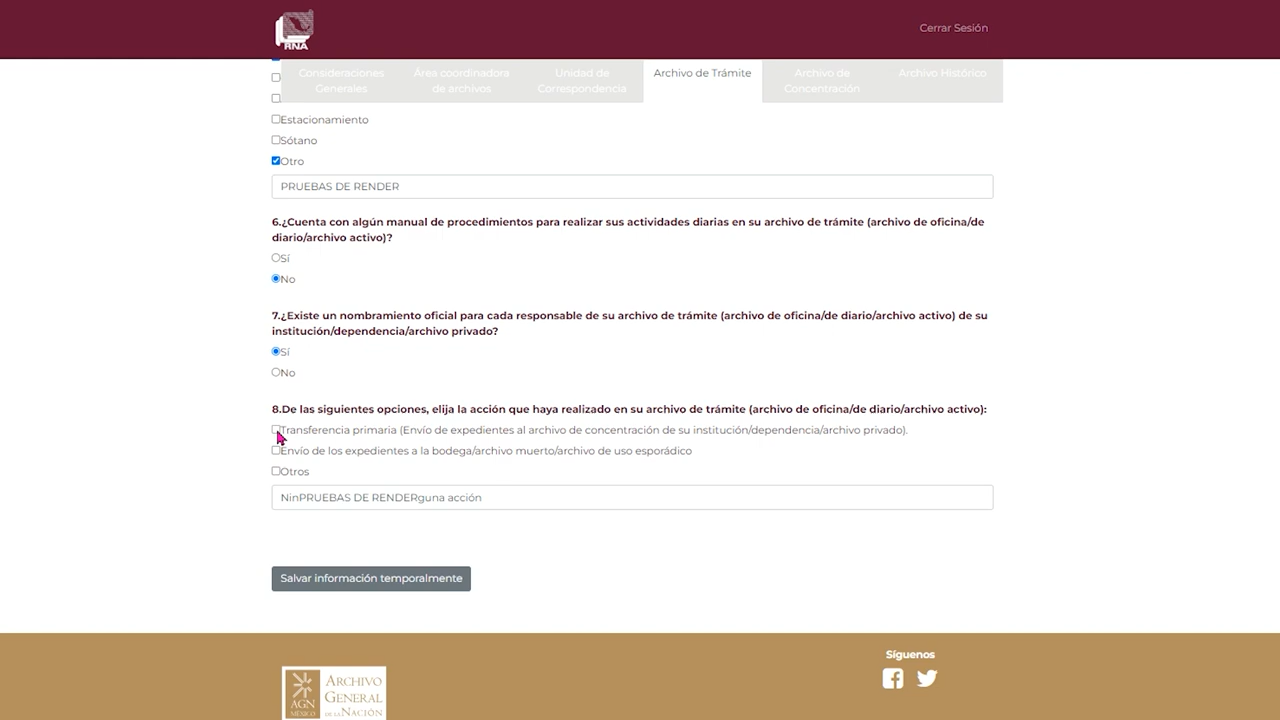 RNA
Cerrar Sesión
Consideraciones Generales
Área coordinadora de archivos
Unidad de Correspondencia
Archivo de Trámite
Archivo de Concentración
Archivo Histórico
Estacionamiento
Sótano
Otro
PRUEBAS DE RENDER
6.¿Cuenta con algún manual de procedimientos para realizar sus actividades diarias en su archivo de trámite (archivo de oficina/de
diario/archivo activo)?
Sí
No
7.¿Existe un nombramiento oficial para cada responsable de su archivo de trámite (archivo de oficina/de diario/archivo activo) de su
institución/dependencia/archivo privado?
Sí
No
8.De las siguientes opciones, elija la acción que haya realizado en su archivo de trámite (archivo de oficina/de diario/archivo activo):
Transferencia primaria (Envío de expedientes al archivo de concentración de su institución/dependencia/archivo privado).
Envío de los expedientes a la bodega/archivo muerto/archivo de uso esporádico
Otros
NinPRUEBAS DE RENDERguna acción
Salvar información temporalmente
Síguenos
AGN
MÉXICO
ARCHIVO
GENERAL
DE LA NACIÓN